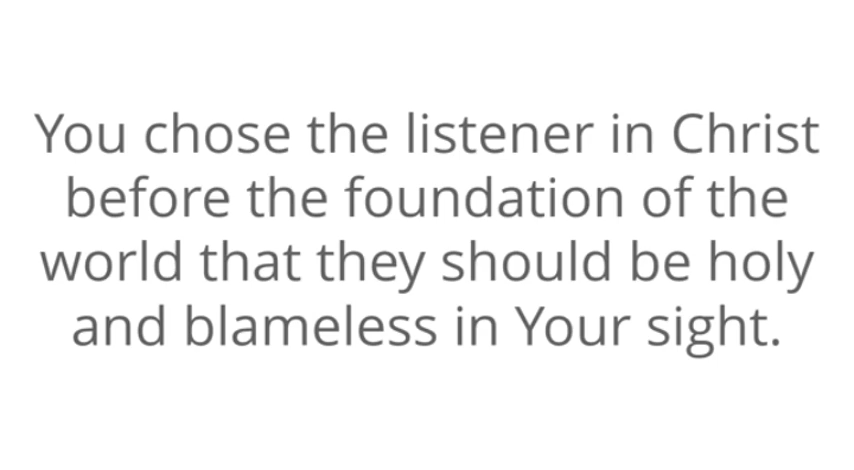 You chose the listener in Christ
before the foundation of the
world that they should be holy
and blameless in Your sight.